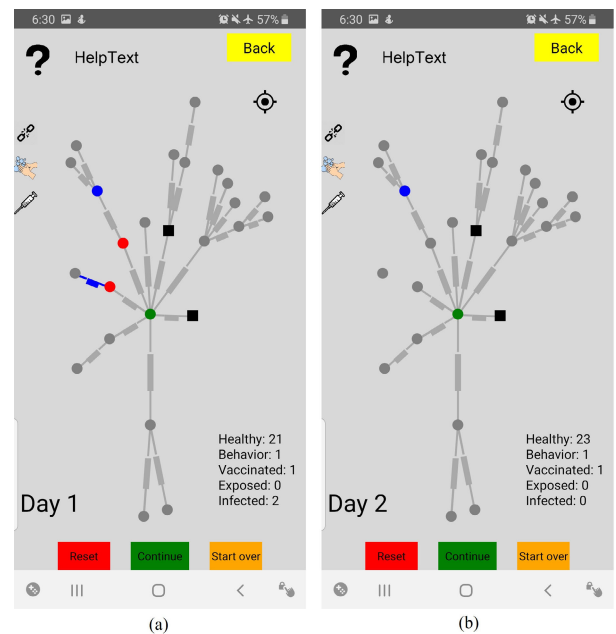 6:30 57%
? HelpText Back
Day 1
Healthy: 21
Behavior: 1
Vaccinated: 1
Exposed: 0
Infected: 2
Reset Continue Start over
(a)
6:30 57%
? HelpText Back
Day 2
Healthy: 23
Behavior: 1
Vaccinated: 1
Exposed: 0
Infected: 0
Reset Continue Start over
(b)